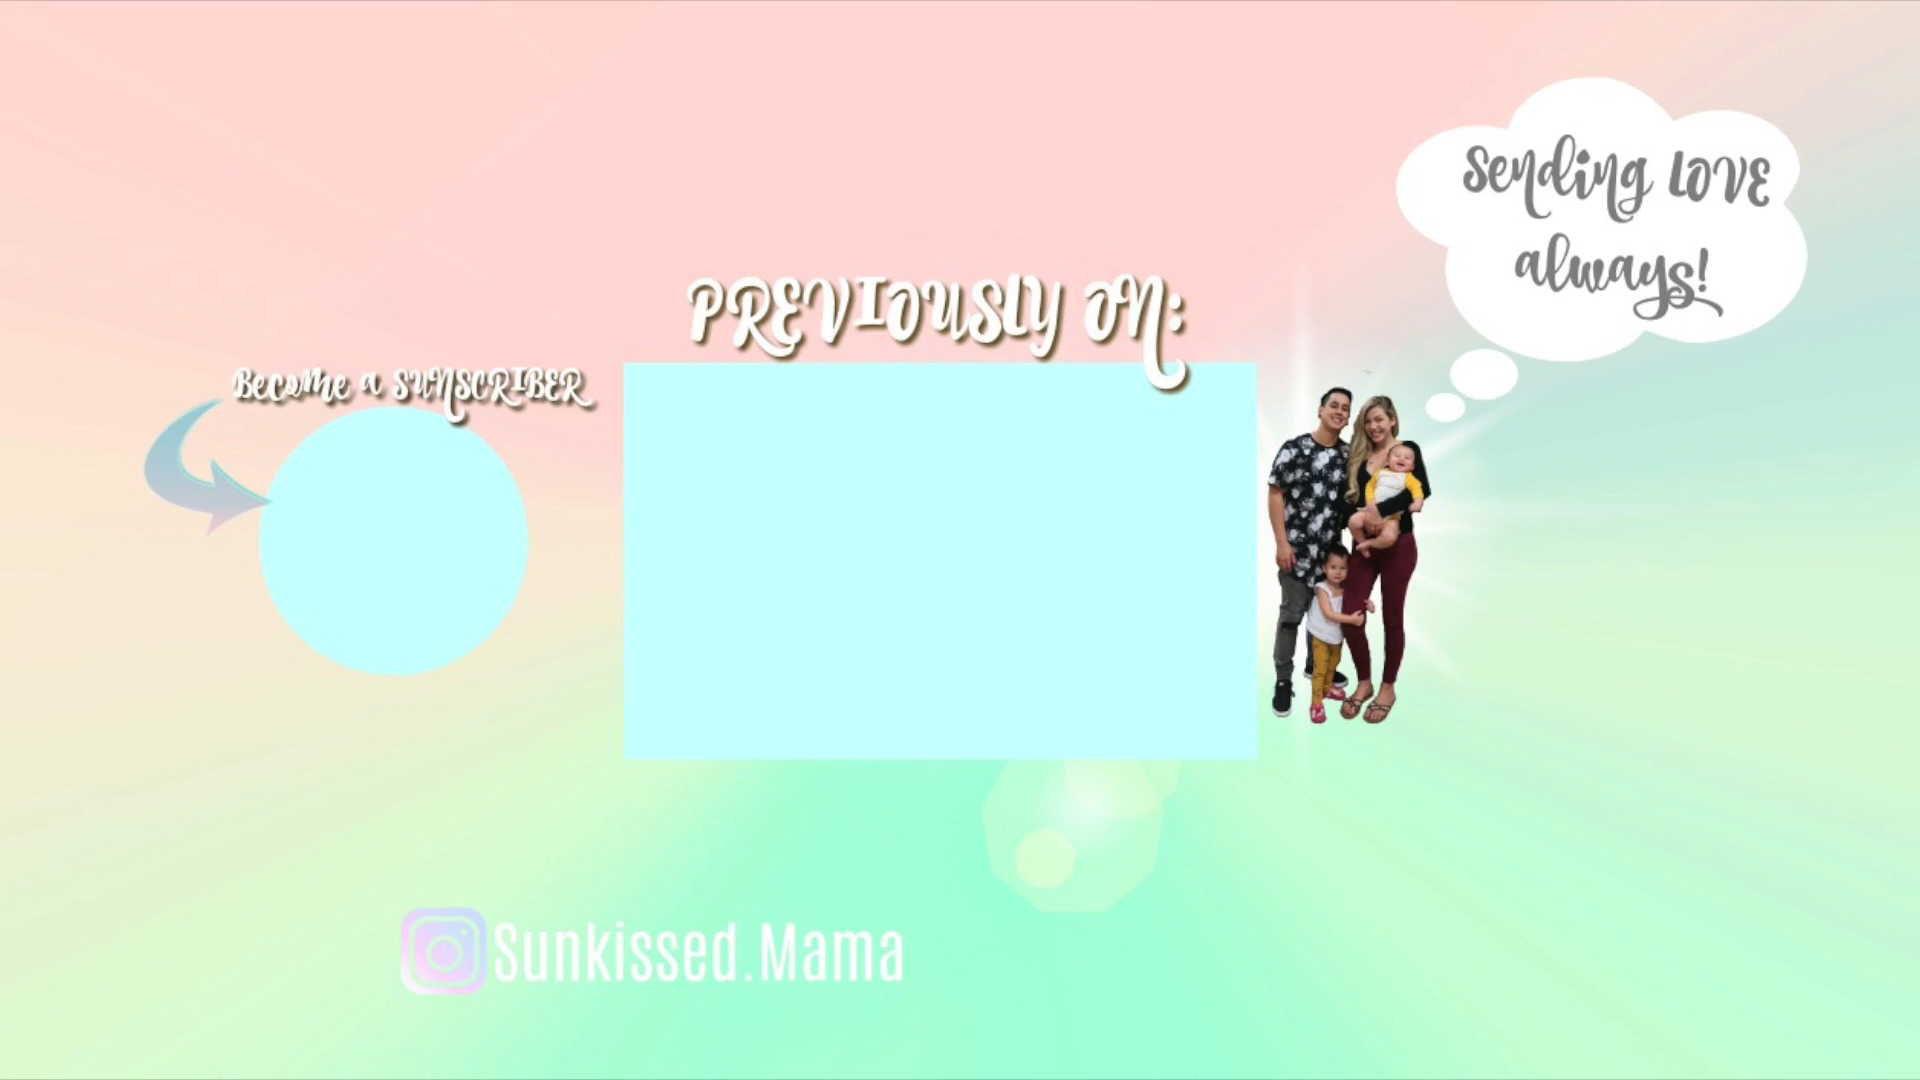 Sending LOVE
always!
PREVIOUSLY ON:
Become a SUNSCRIBER
Sunkissed.Mama